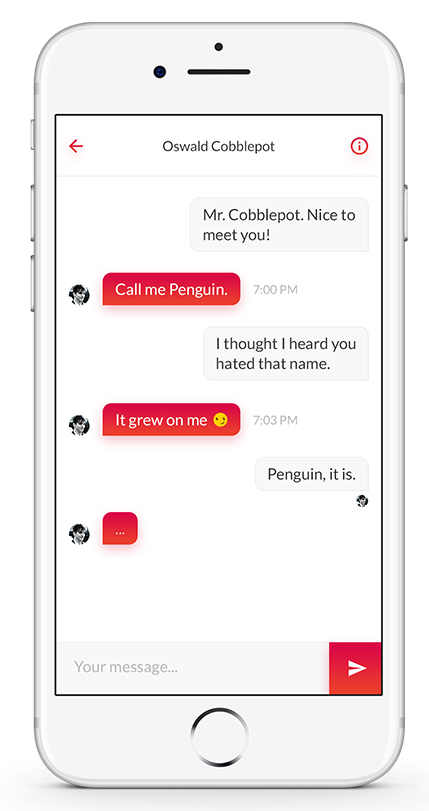 Oswald Cobblepot
Mr. Cobblepot. Nice to
meet you!
Call me Penguin.
7:00 PM
I thought I heard you
hated that name.
It grew on me 😏
7:03 PM
Penguin, it is.
...
Your message...